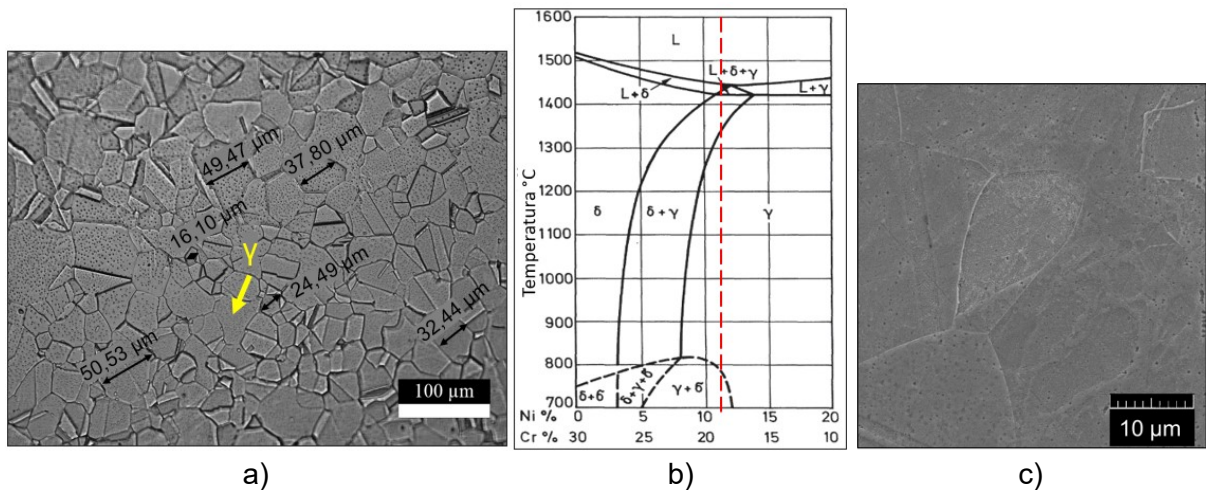 49,47 µm
37,80 µm
16,10 µm
γ
24,49 µm
32,44 µm
50,53 µm
100 µm
a)
Temperatura °C
1600
1500
1400
1300
1200
1100
1000
900
800
700
L
L+δ+γ
L+δ
L+γ
δ
δ+γ
γ
δ+б
δ+γ+б
γ+б
Ni % 0 5 10 15 20
Cr % 30 25 20 15 10
b)
10 µm
c)